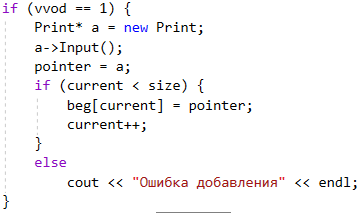 if (vvod == 1) {
    Print* a = new Print;
    a->Input();
    pointer = a;
    if (current < size) {
        beg[current] = pointer;
        current++;
    }
    else
        cout << "Ошибка добавления" << endl;
}